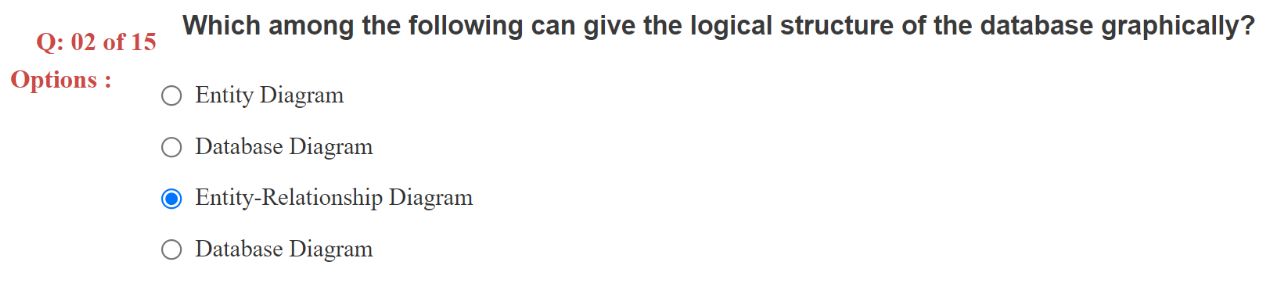 Q: 02 of 15
Which among the following can give the logical structure of the database graphically?
Options :
Entity Diagram
Database Diagram
Entity-Relationship Diagram
Database Diagram